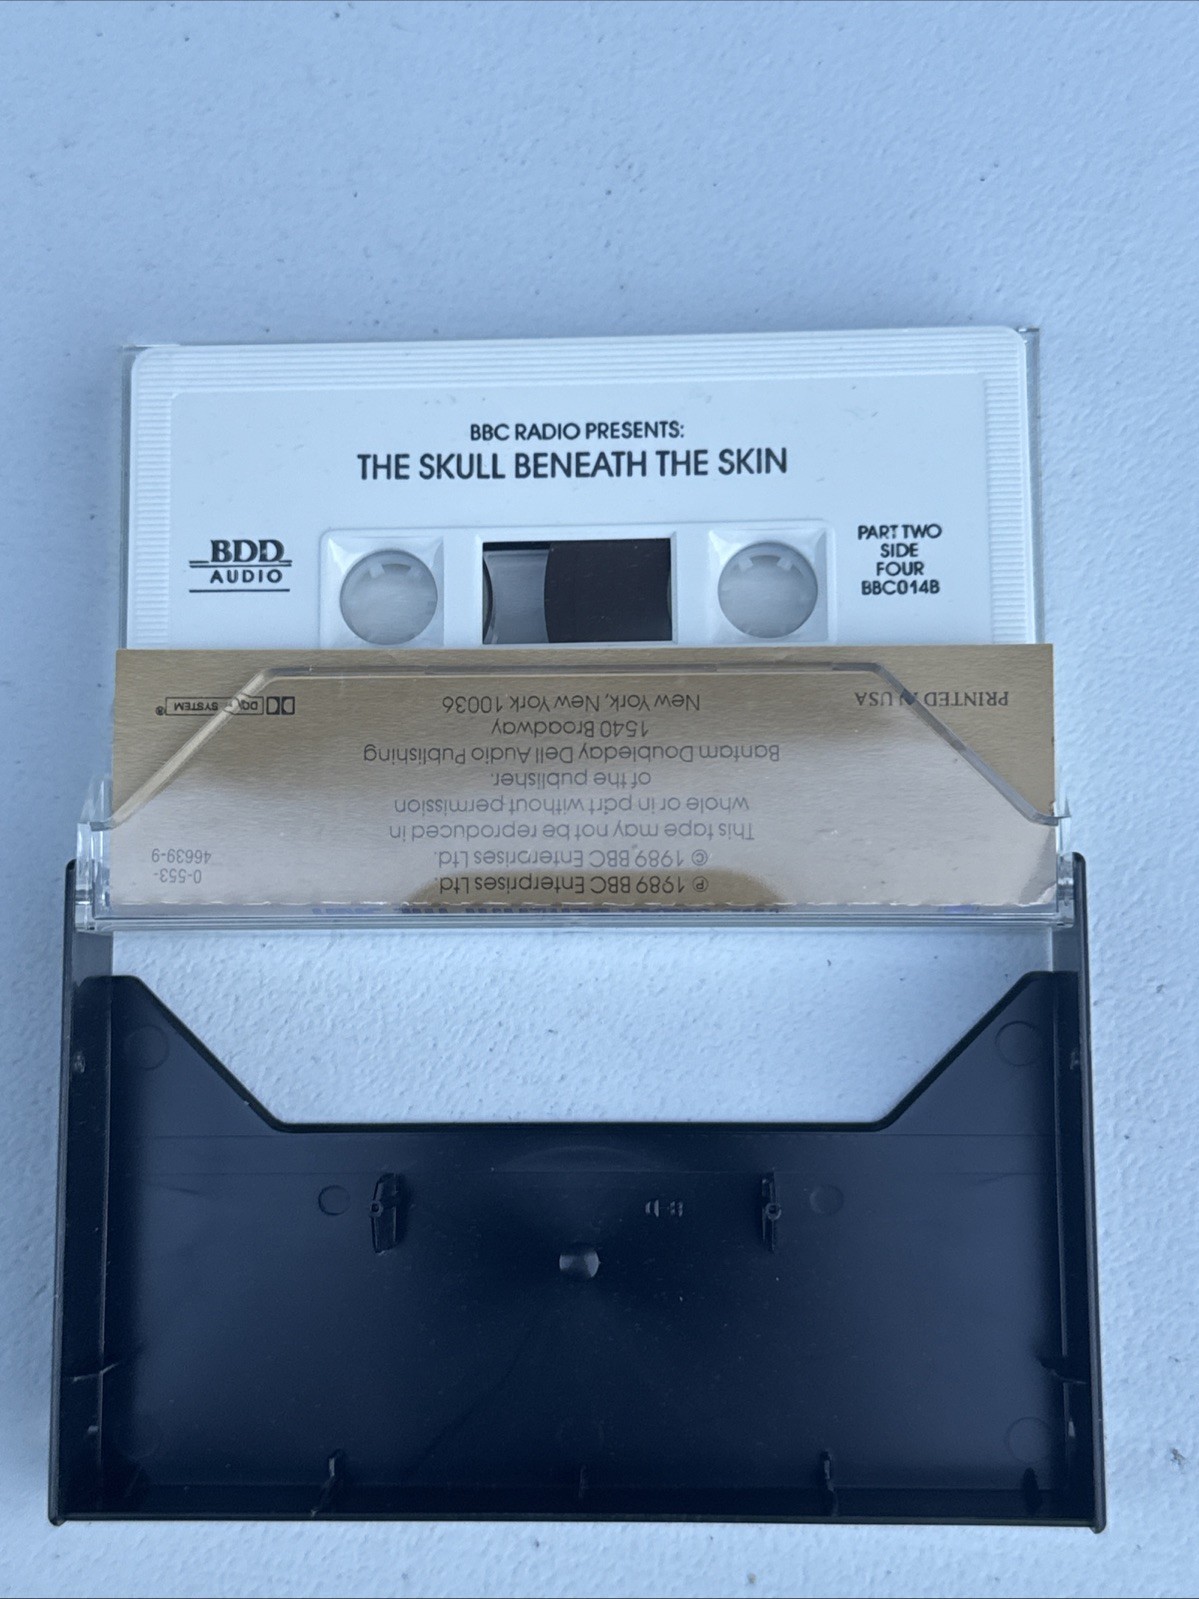 BBC RADIO PRESENTS:
THE SKULL BENEATH THE SKIN
BDD
AUDIO
PART TWO
SIDE
FOUR
BBC014B
℗ 1989 BBC Enterprises Ltd.
© 1989 BBC Enterprises Ltd.
This tape may not be reproduced in
whole or in part without permission
of the publisher.
Bantam Doubleday Dell Audio Publishing
1540 Broadway
New York, New York 10036
0-553-
46639-9
PRINTED IN USA
DOLBY SYSTEM ®